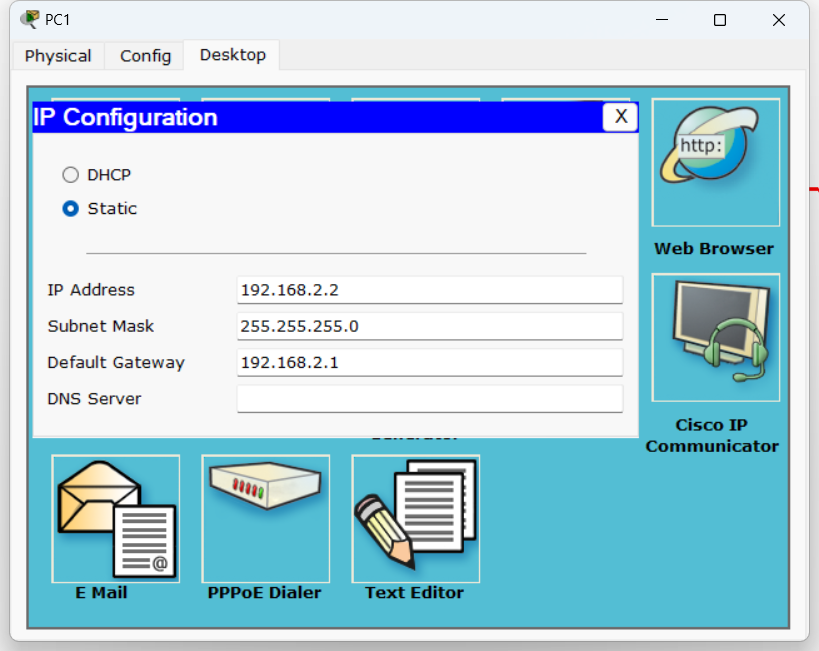 PC1
Physical Config Desktop
IP Configuration
X
DHCP
Static
IP Address 192.168.2.2
Subnet Mask 255.255.255.0
Default Gateway 192.168.2.1
DNS Server
http:
Web Browser
Cisco IP
Communicator
@
E Mail
PPPoE Dialer
Text Editor